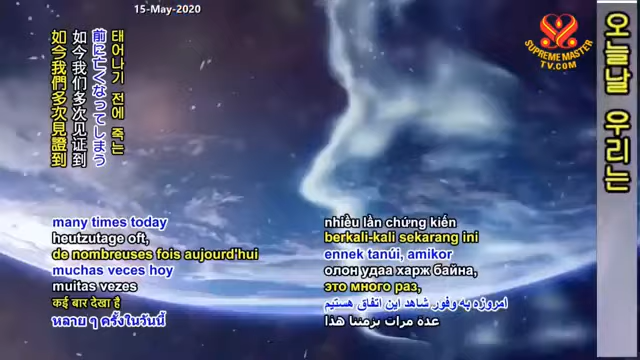 15-May-2020
SUPREME MASTER
TV.COM
오늘날 우리는
태어나기 전에 죽는
前に亡くなってしまう
如今我们多次见证到
如今我們多次見證到
many times today
heutzutage oft,
de nombreuses fois aujourd'hui
muchas veces hoy
muitas vezes
कई बार देखा है
หลาย ๆ ครั้งในวันนี้
nhiều lần chứng kiến
berkali-kali sekarang ini
ennek tanúi, amikor
олон удаа харж байна,
это много раз,
امروزه به وفور شاهد این اتفاق هستیم
عدة مرات بزمننا هذا